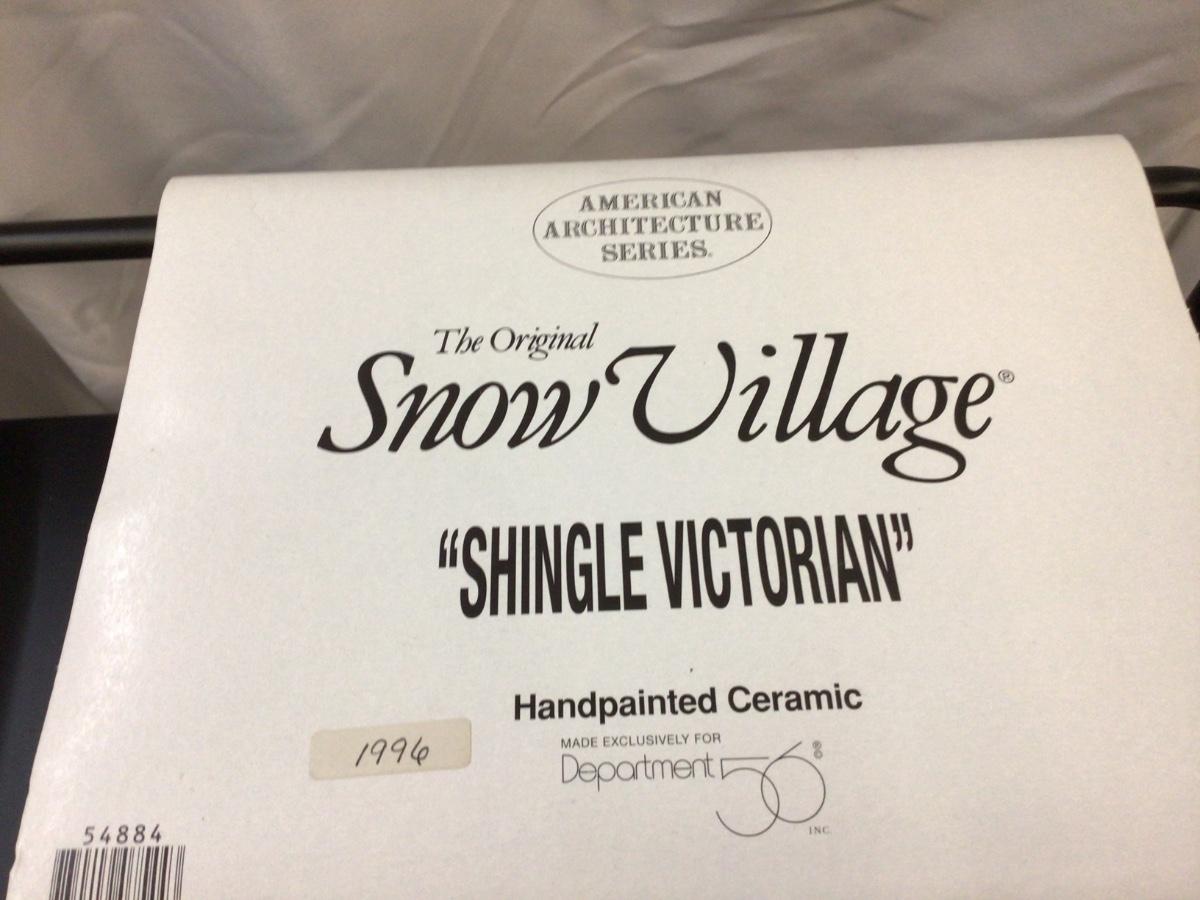 AMERICAN
ARCHITECTURE
SERIES®
The Original
Snow Village®
"SHINGLE VICTORIAN"
Handpainted Ceramic
1996
MADE EXCLUSIVELY FOR
Department 56®
INC.
54884